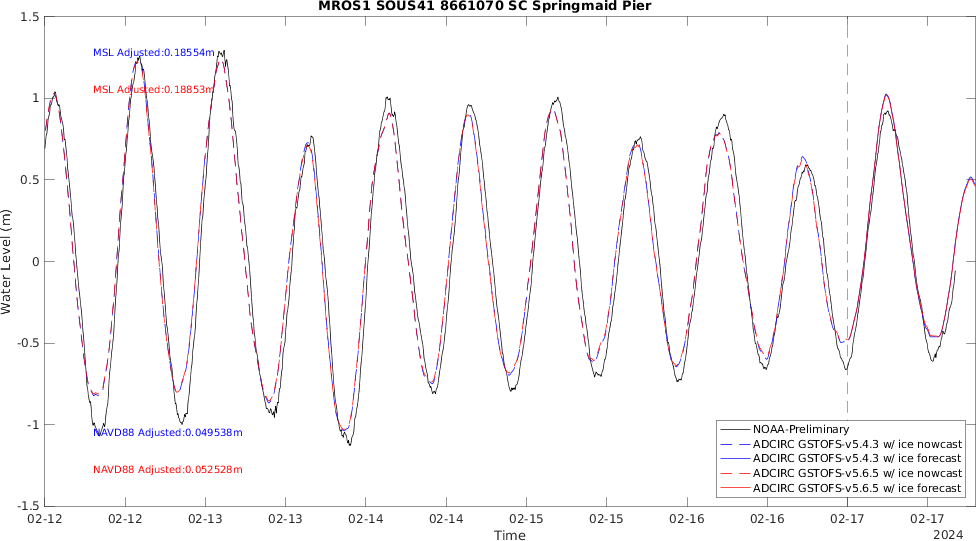 MROS1 SOUS41 8661070 SC Springmaid Pier
1.5
1
0.5
0
-0.5
-1
-1.5
Water Level (m)
MSL Adjusted:0.18554m
MSL Adjusted:0.18853m
NAVD88 Adjusted:0.049538m
NAVD88 Adjusted:0.052528m
NOAA-Preliminary
ADCIRC GSTOFS-v5.4.3 w/ ice nowcast
ADCIRC GSTOFS-v5.4.3 w/ ice forecast
ADCIRC GSTOFS-v5.6.5 w/ ice nowcast
ADCIRC GSTOFS-v5.6.5 w/ ice forecast
02-12 02-12 02-13 02-13 02-14 02-14 02-15 02-15 02-16 02-16 02-17 02-17
Time
2024